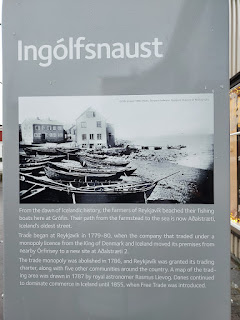 Ingólfsnaust
From the dawn of Icelandic history, the farmers of Reykjavík beached their fishing
boats here at Grófin. Their path from the farmstead to the sea is now Aðalstræti,
Iceland's oldest street.
Trade began at Reykjavík in 1779–80, when the company that traded under a
monopoly licence from the King of Denmark and Iceland moved its premises from
nearby Örfirisey to a new site at Aðalstræti 2.
The trade monopoly was abolished in 1786, and Reykjavík was granted its trading
charter, along with five other communities around the country. A map of the trad-
ing area was drawn in 1787 by royal astronomer Rasmus Lievog. Danes continued
to dominate commerce in Iceland until 1855, when Free Trade was introduced.